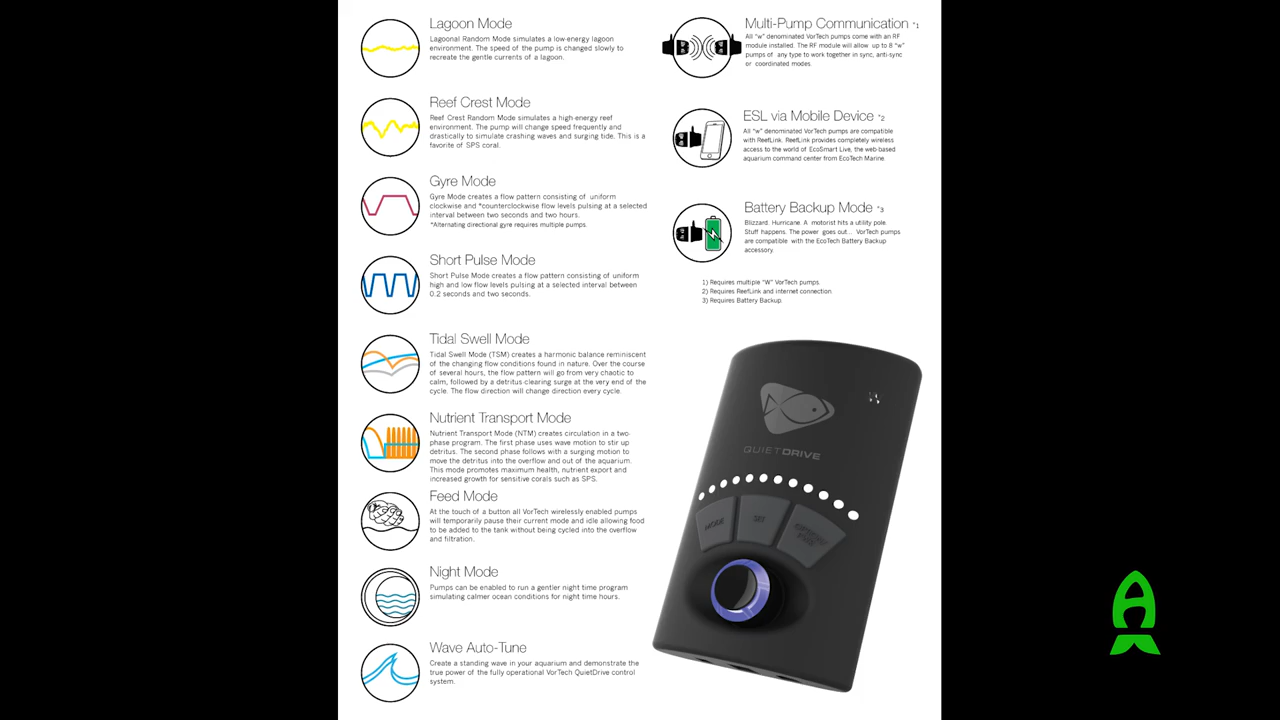 Lagoon Mode
Lagoonal Random Mode simulates a low-energy lagoon
environment. The speed of the pump is changed slowly to
recreate the gentle currents of a lagoon.
Reef Crest Mode
Reef Crest Random Mode simulates a high energy reef
environment. The pump will change speed frequently and
drastically to simulate crashing waves and surging tide. This is a
favorite of SPS coral.
Gyre Mode
Gyre Mode creates a flow pattern consisting of uniform
clockwise and *counterclockwise flow levels pulsing at a selected
interval between two seconds and two hours.
*Alternating directional gyre requires multiple pumps.
Short Pulse Mode
Short Pulse Mode creates a flow pattern consisting of uniform
high and low flow levels pulsing at a selected interval between
0.2 seconds and two seconds.
Tidal Swell Mode
Tidal Swell Mode (TSM) creates a harmonic balance reminiscent
of the changing flow conditions found in nature. Over the course
of several hours, the flow pattern will go from very chaotic to
calm, followed by a detritus-clearing surge at the very end of the
cycle. The flow direction will change direction every cycle.
Nutrient Transport Mode
Nutrient Transport Mode (NTM) creates circulation in a two-
phase program. The first phase uses wave motion to stir up
detritus. The second phase follows with a surging motion to
move the detritus into the overflow and out of the aquarium.
This mode promotes maximum health, nutrient export and
increased growth for sensitive corals such as SPS.
Feed Mode
At the touch of a button all VorTech wirelessly enabled pumps
will temporarily pause their current mode and idle allowing food
to be added to the tank without being cycled into the overflow
and filtration.
Night Mode
Pumps can be enabled to run a gentler night time program
simulating calmer ocean conditions for night time hours.
Wave Auto-Tune
Create a standing wave in your aquarium and demonstrate the
true power of the fully operational VorTech QuietDrive control
system.
Multi-Pump Communication *1
All "w" denominated VorTech pumps come with an RF
module installed. The RF module will allow up to 8 "w"
pumps of any type to work together in sync, anti-sync
or coordinated modes.
ESL via Mobile Device *2
All "w" denominated VorTech pumps are compatible
with ReefLink. ReefLink provides completely wireless
access to the world of EcoSmart Live, the web-based
aquarium command center from EcoTech Marine.
Battery Backup Mode *3
Blizzard. Hurricane. A motorist hits a utility pole.
Stuff happens. The power goes out... VorTech pumps
are compatible with the EcoTech Battery Backup
accessory.
1) Requires multiple "W" VorTech pumps.
2) Requires ReefLink and internet connection
3) Requires Battery Backup.
QUIETDRIVE
MODE SET